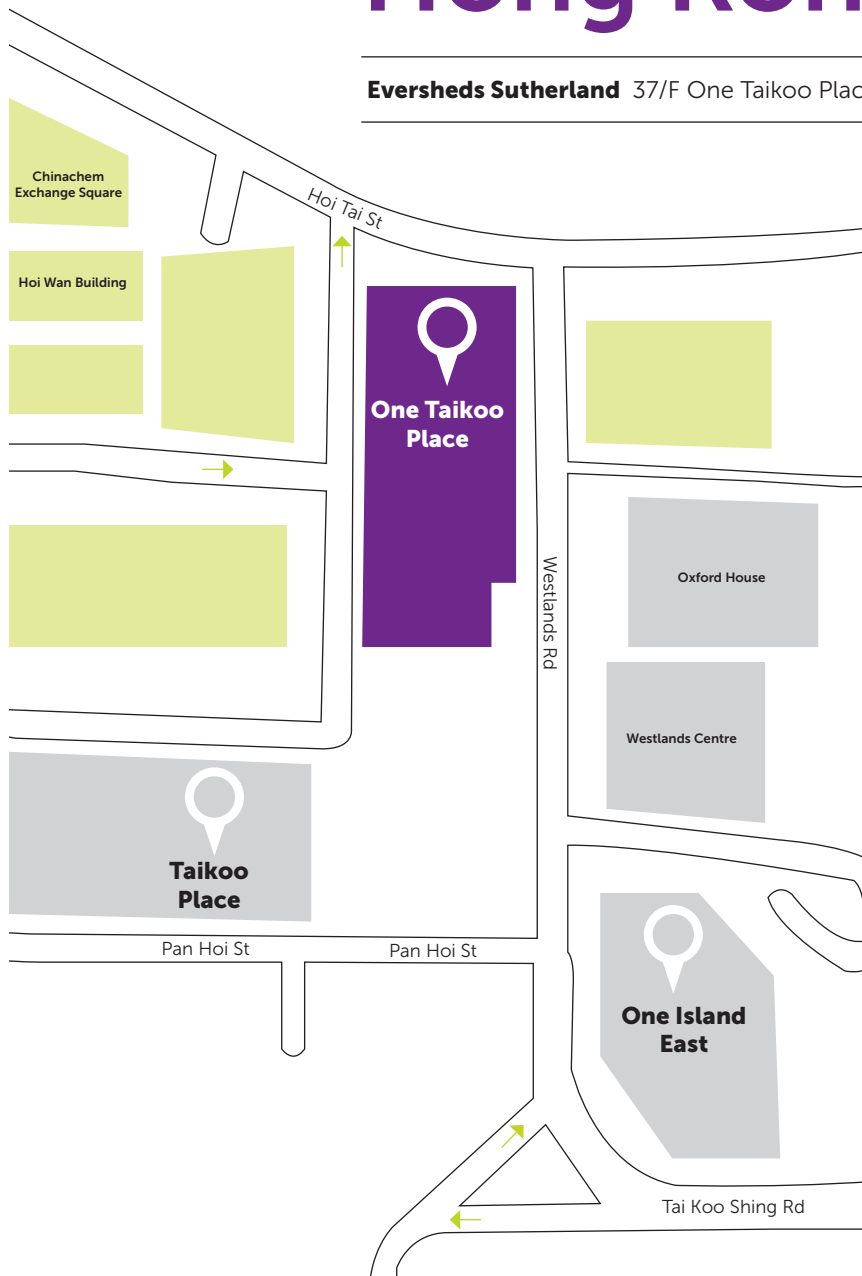 Hong Kon
Eversheds Sutherland 37/F One Taikoo Plac
Chinachem
Exchange Square
Hoi Tai St
Hoi Wan Building
One Taikoo
Place
Westlands Rd
Oxford House
Westlands Centre
Taikoo
Place
Pan Hoi St
Pan Hoi St
One Island
East
Tai Koo Shing Rd